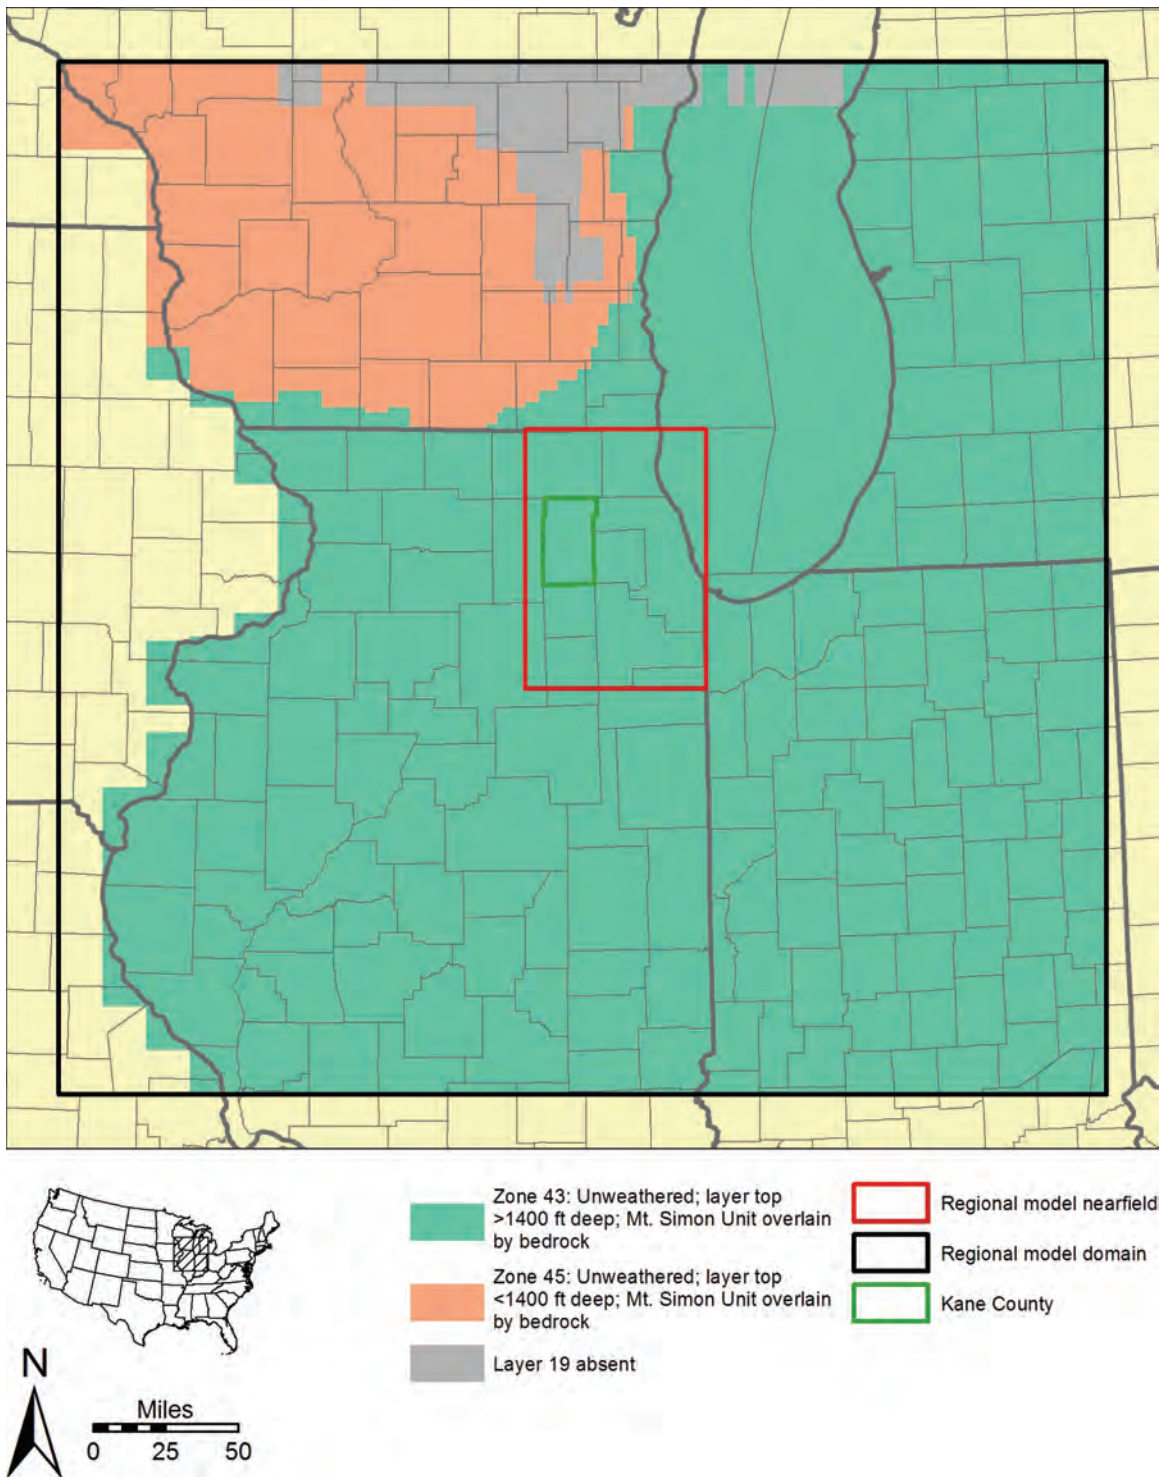 Zone 43: Unweathered; layer top
>1400 ft deep; Mt. Simon Unit overlain
by bedrock
Zone 45: Unweathered; layer top
<1400 ft deep; Mt. Simon Unit overlain
by bedrock
Layer 19 absent
Regional model nearfield
Regional model domain
Kane County
N
Miles
0 25 50